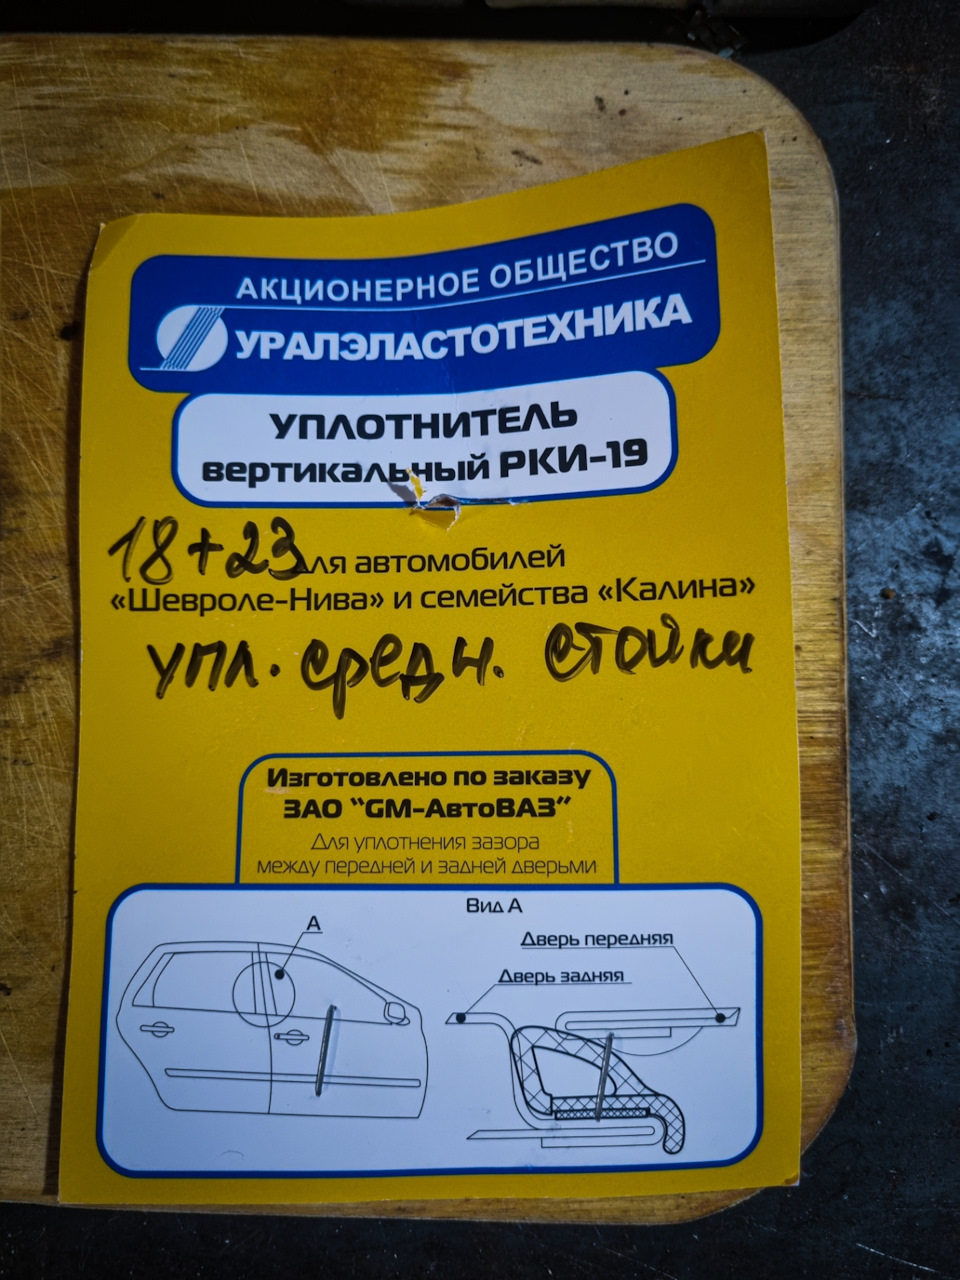 АКЦИОНЕРНОЕ ОБЩЕСТВО
УРАЛЭЛАСТОТЕХНИКА
УПЛОТНИТЕЛЬ
вертикальный РКИ-19
18+23
для автомобилей
«Шевроле-Нива» и семейства «Калина»
упл. средн. стойки
Изготовлено по заказу
ЗАО "GM-АвтоВАЗ"
Для уплотнения зазора
между передней и задней дверьми
Вид А
А
Дверь передняя
Дверь задняя